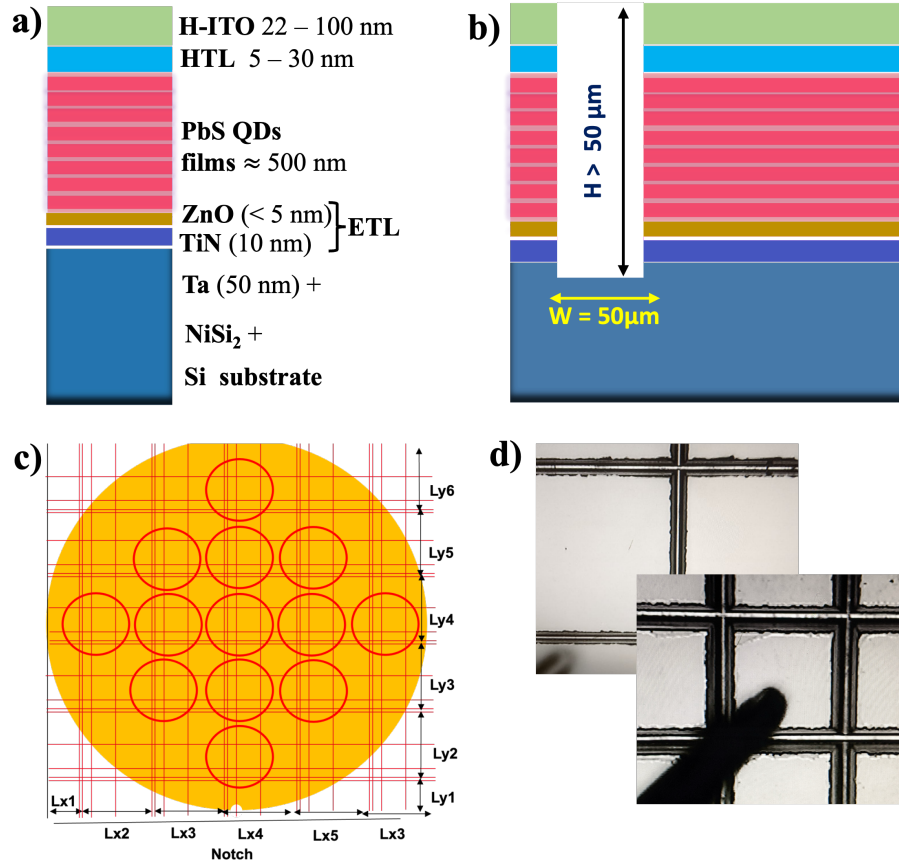 a)
H-ITO 22 – 100 nm
HTL 5 – 30 nm
PbS QDs
films ≈ 500 nm
ZnO (< 5 nm)
TiN (10 nm)
ETL
Ta (50 nm) +
NiSi₂ +
Si substrate
b)
H > 50 µm
W = 50µm
c)
Ly6
Ly5
Ly4
Ly3
Ly2
Ly1
Lx1
Lx2
Lx3
Lx4
Lx5
Lx3
Notch
d)